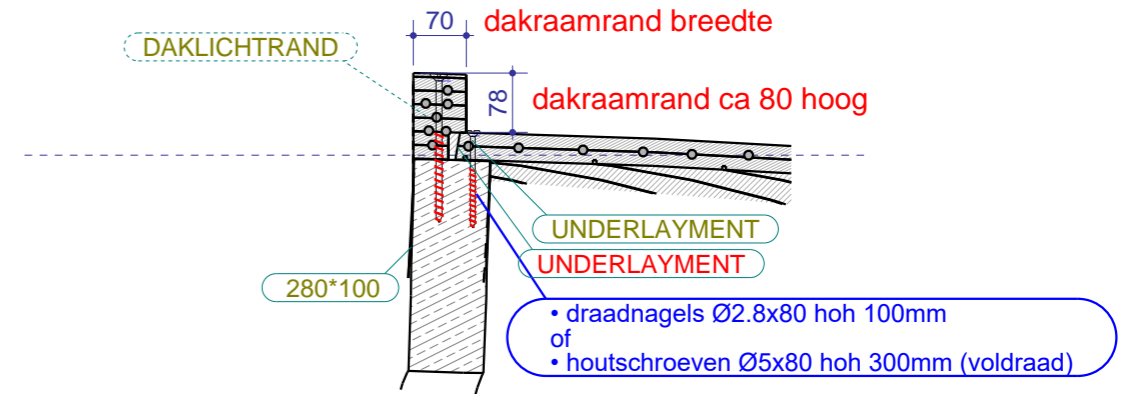 70 dakraamrand breedte
DAKLICHTRAND
78 dakraamrand ca 80 hoog
UNDERLAYMENT
UNDERLAYMENT
280*100
• draadnagels Ø2.8x80 hoh 100mm
of
• houtschroeven Ø5x80 hoh 300mm (voldraad)